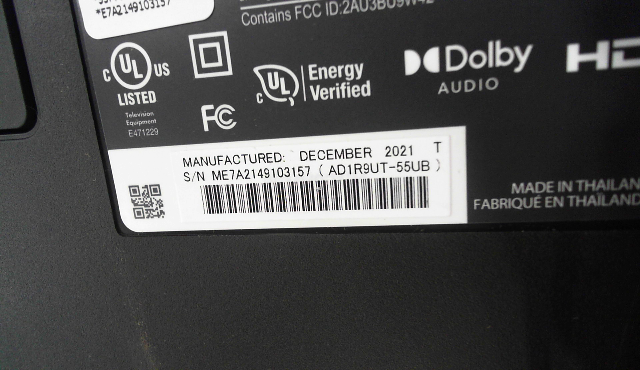 *E7A2149103157
Contains FCC ID:2AU3BU9W42
C UL US
LISTED
Television
Equipment
E471229
FC
C UL
Energy
Verified
Dolby
AUDIO
MANUFACTURED: DECEMBER 2021 T
S/N ME7A2149103157 ( AD1R9UT-55UB )
MADE IN THAILAN
FABRIQUÉ EN THAÏLAND